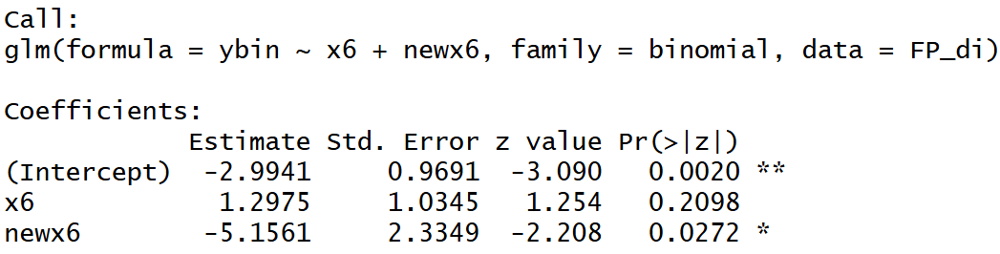 Call:
glm(formula = ybin ~ x6 + newx6, family = binomial, data = FP_di)
Coefficients:
Estimate Std. Error z value Pr(>|z|)
(Intercept) -2.9941 0.9691 -3.090 0.0020 **
x6 1.2975 1.0345 1.254 0.2098
newx6 -5.1561 2.3349 -2.208 0.0272 *